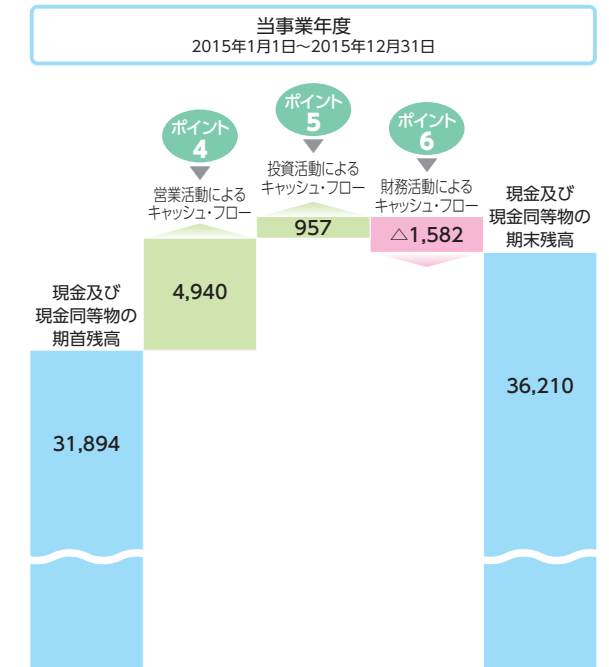 当事業年度
2015年1月1日～2015年12月31日
ポイント
4
営業活動による
キャッシュ・フロー
4,940
ポイント
5
投資活動による
キャッシュ・フロー
957
ポイント
6
財務活動による
キャッシュ・フロー
△1,582
現金及び
現金同等物の
期首残高
31,894
現金及び
現金同等物の
期末残高
36,210